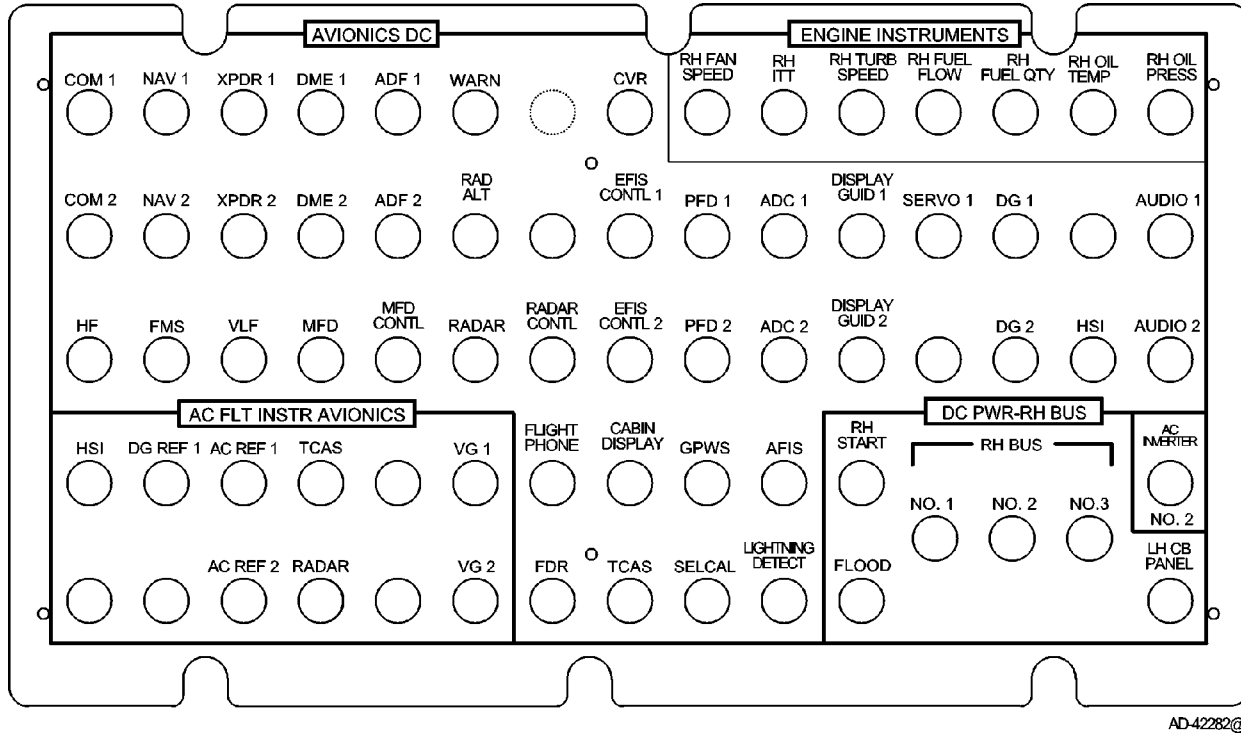 AVIONICS DC
ENGINE INSTRUMENTS
COM 1
NAV 1
XPDR 1
DME 1
ADF 1
WARN
CVR
RH FAN
SPEED
RH
ITT
RH TURB
SPEED
RH FUEL
FLOW
RH
FUEL QTY
RH OIL
TEMP
RH OIL
PRESS
COM 2
NAV 2
XPDR 2
DME 2
ADF 2
RAD
ALT
EFIS
CONTL 1
PFD 1
ADC 1
DISPLAY
GUID 1
SERVO 1
DG 1
AUDIO 1
HF
FMS
VLF
MFD
MFD
CONTL
RADAR
RADAR
CONTL
EFIS
CONTL 2
PFD 2
ADC 2
DISPLAY
GUID 2
DG 2
HSI
AUDIO 2
AC FLT INSTR AVIONICS
DC PWR-RH BUS
HSI
DG REF 1
AC REF 1
TCAS
VG 1
FLIGHT
PHONE
CABIN
DISPLAY
GPWS
AFIS
RH
START
RH BUS
NO. 1
NO. 2
NO.3
AC
INVERTER
NO. 2
AC REF 2
RADAR
VG 2
FDR
TCAS
SELCAL
LIGHTNING
DETECT
FLOOD
LH CB
PANEL
AD-42282@